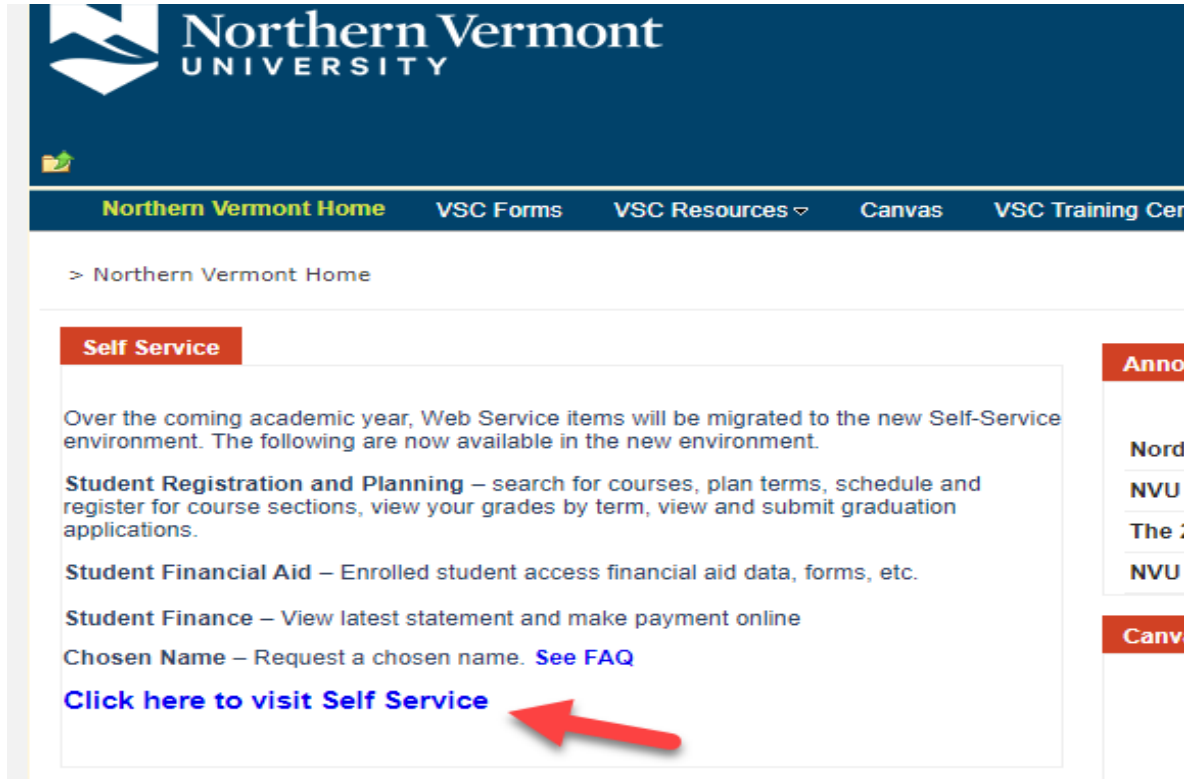 Northern Vermont
UNIVERSITY
Northern Vermont Home VSC Forms VSC Resources Canvas VSC Training
> Northern Vermont Home
Self Service
Over the coming academic year, Web Service items will be migrated to the new Self-Service
environment. The following are now available in the new environment.
Student Registration and Planning – search for courses, plan terms, schedule and
register for course sections, view your grades by term, view and submit graduation
applications.
Student Financial Aid – Enrolled student access financial aid data, forms, etc.
Student Finance – View latest statement and make payment online
Chosen Name – Request a chosen name. See FAQ
Click here to visit Self Service
NVU
The
NVU